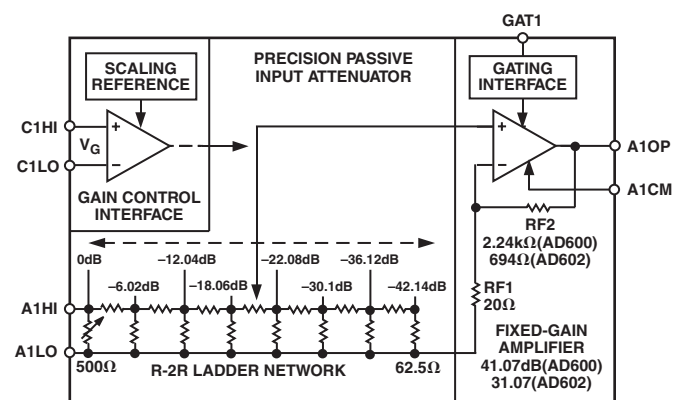 GAT1
PRECISION PASSIVE
INPUT ATTENUATOR
SCALING
REFERENCE
GATING
INTERFACE
C1HI
+
VG
C1LO
–
GAIN CONTROL
INTERFACE
+
–
A1OP
A1CM
RF2
2.24kΩ(AD600)
694Ω(AD602)
0dB
–12.04dB
–22.08dB
–36.12dB
–6.02dB
–18.06dB
–30.1dB
–42.14dB
RF1
20Ω
A1HI
A1LO
500Ω
R-2R LADDER NETWORK
62.5Ω
FIXED-GAIN
AMPLIFIER
41.07dB(AD600)
31.07(AD602)